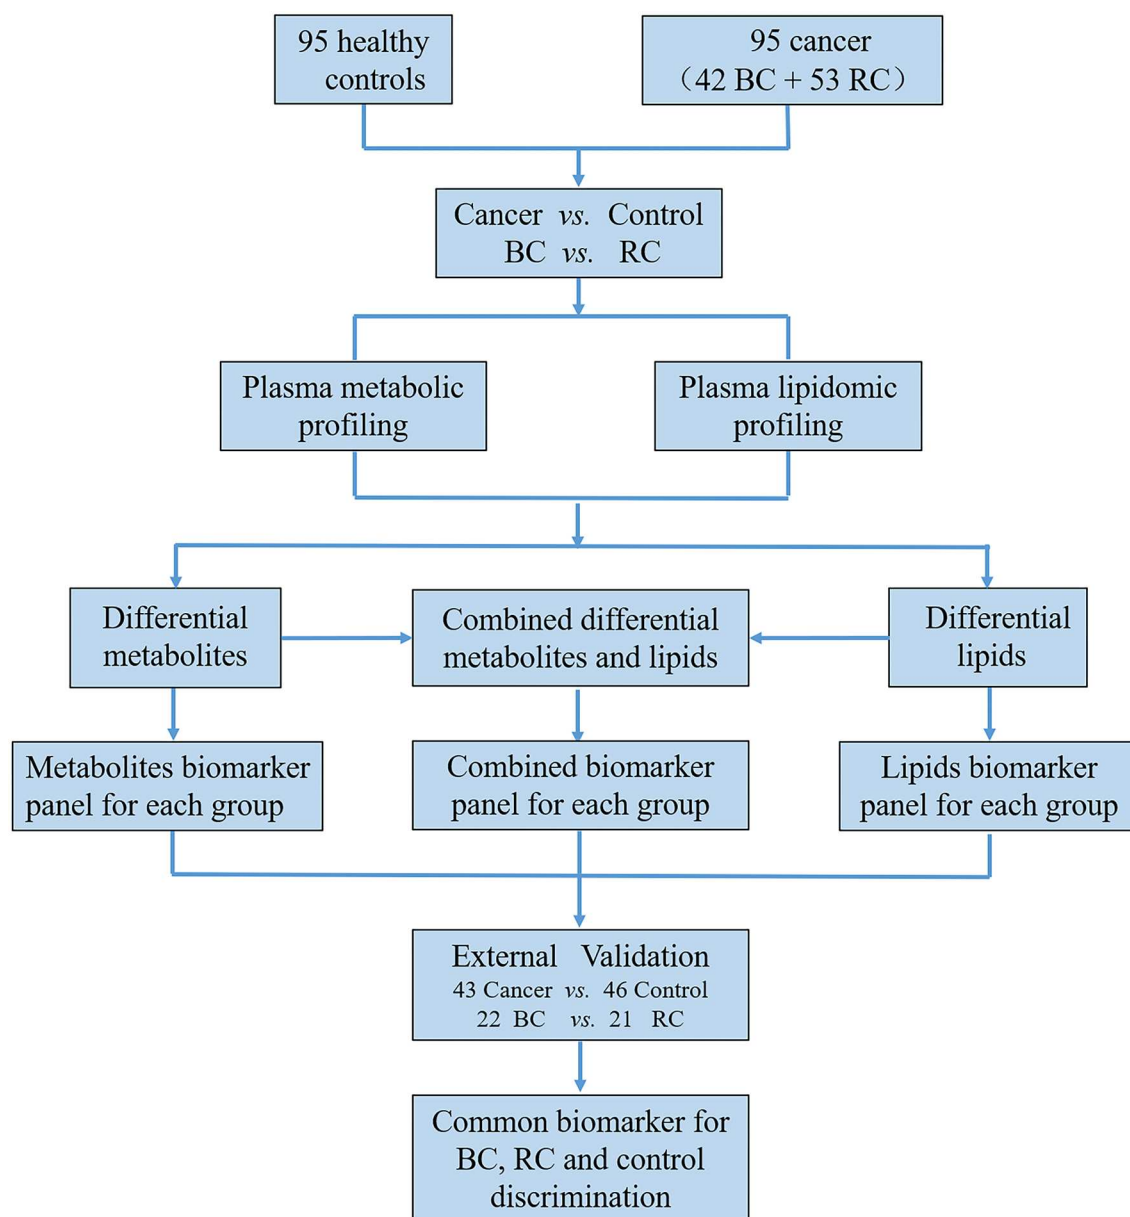 95 healthy
controls
95 cancer
（42 BC + 53 RC）
Cancer vs. Control
BC vs. RC
Plasma metabolic
profiling
Plasma lipidomic
profiling
Differential
metabolites
Combined differential
metabolites and lipids
Differential
lipids
Metabolites biomarker
panel for each group
Combined biomarker
panel for each group
Lipids biomarker
panel for each group
External Validation
43 Cancer vs. 46 Control
22 BC vs. 21 RC
Common biomarker for
BC, RC and control
discrimination